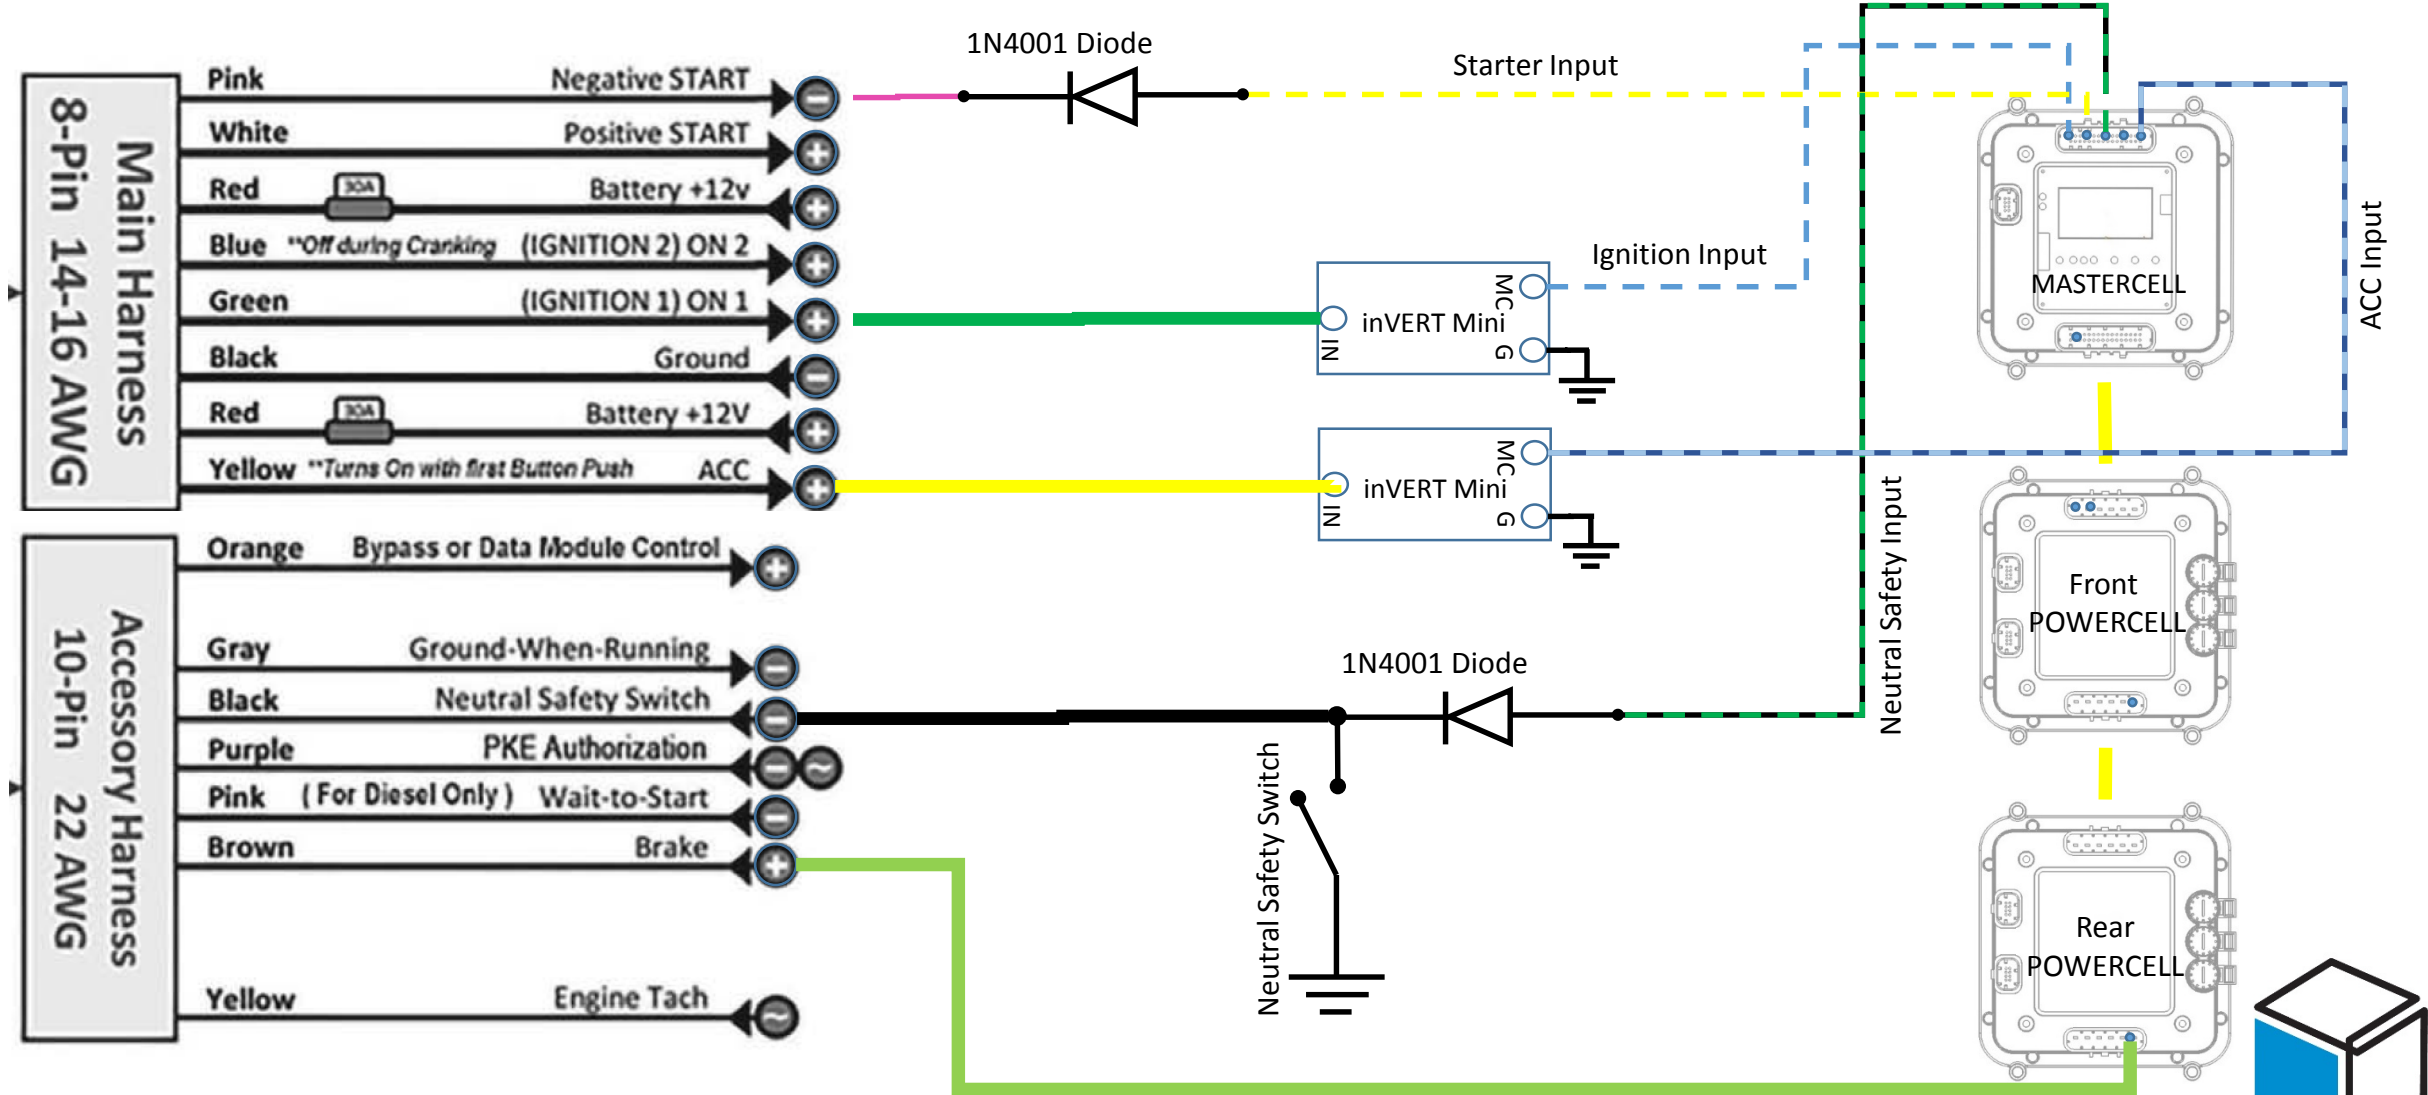 Main Harness
8-Pin 14-16 AWG
Pink Negative START
White Positive START
Red 30A Battery +12v
Blue **Off during Cranking (IGNITION 2) ON 2
Green (IGNITION 1) ON 1
Black Ground
Red 30A Battery +12V
Yellow **Turns On with first Button Push ACC
Accessory Harness
10-Pin 22 AWG
Orange Bypass or Data Module Control
Gray Ground-When-Running
Black Neutral Safety Switch
Purple PKE Authorization
Pink ( For Diesel Only ) Wait-to-Start
Brown Brake
Yellow Engine Tach
1N4001 Diode
Starter Input
Ignition Input
MC
inVERT Mini
IN
G
MC
inVERT Mini
IN
G
1N4001 Diode
Neutral Safety Switch
Neutral Safety Input
ACC Input
MASTERCELL
Front
POWERCELL
Rear
POWERCELL